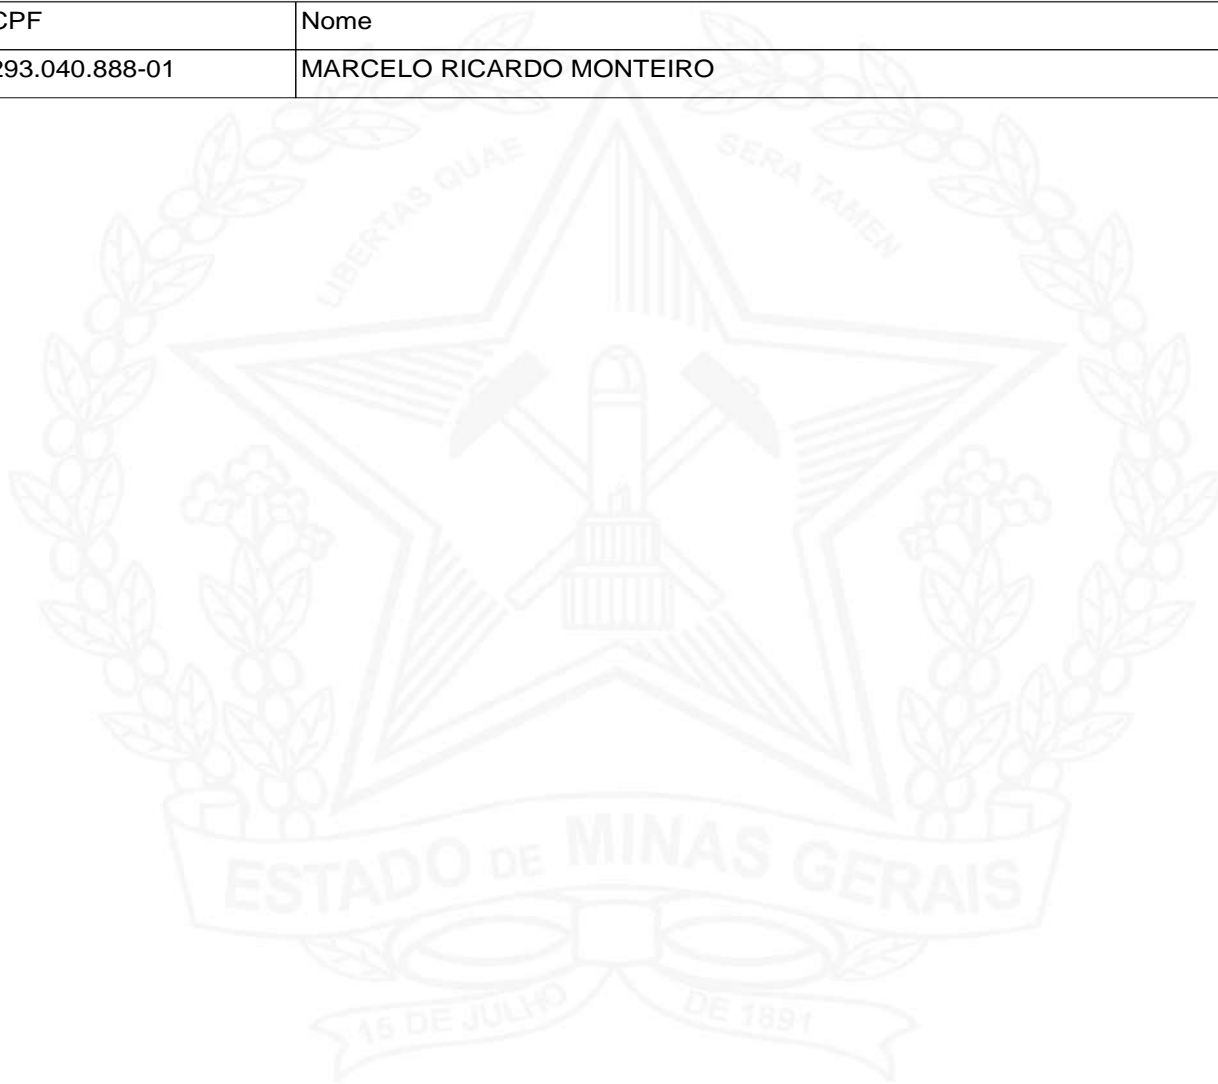 CPF Nome
293.040.888-01 MARCELO RICARDO MONTEIRO
LIBERTAS QUAE SERA TAMEN
ESTADO DE MINAS GERAIS
15 DE JULHO DE 1891